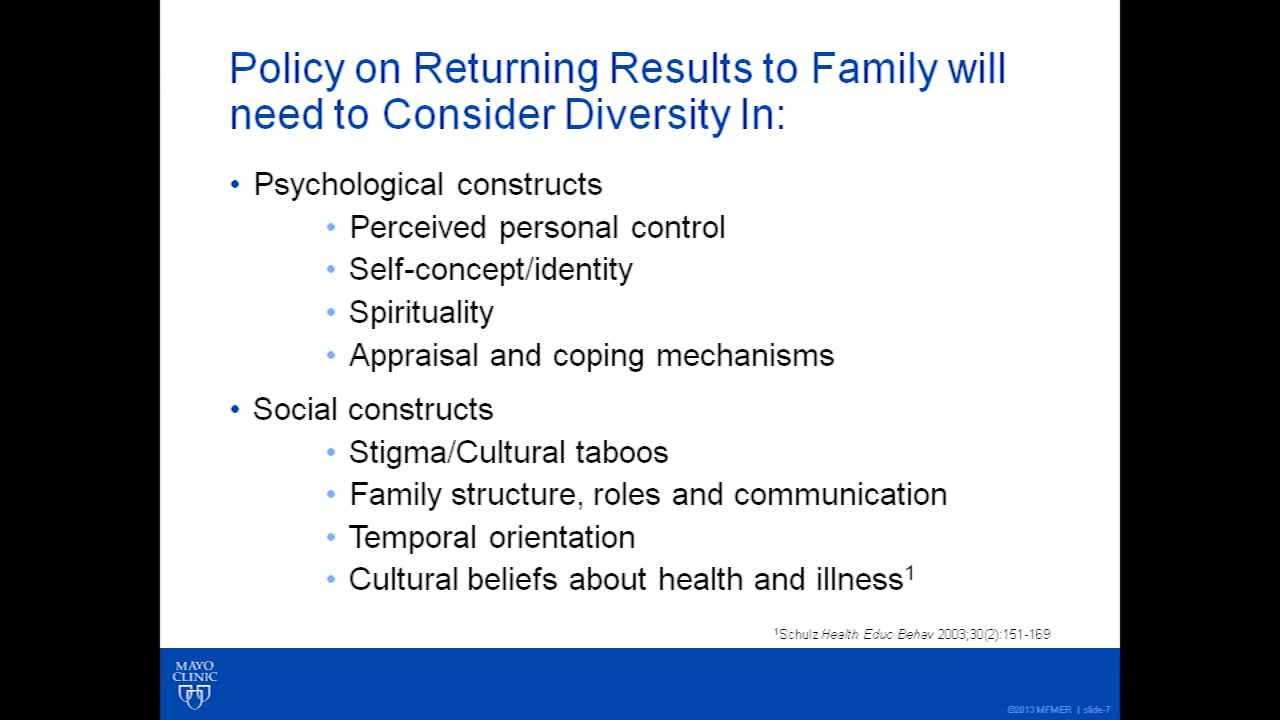 Policy on Returning Results to Family will
need to Consider Diversity In:
• Psychological constructs
• Perceived personal control
• Self-concept/identity
• Spirituality
• Appraisal and coping mechanisms
• Social constructs
• Stigma/Cultural taboos
• Family structure, roles and communication
• Temporal orientation
• Cultural beliefs about health and illness¹
¹Schulz Health Educ Behav 2003;30(2):151-169
MAYO
CLINIC
©2013 MFMER | slide-7